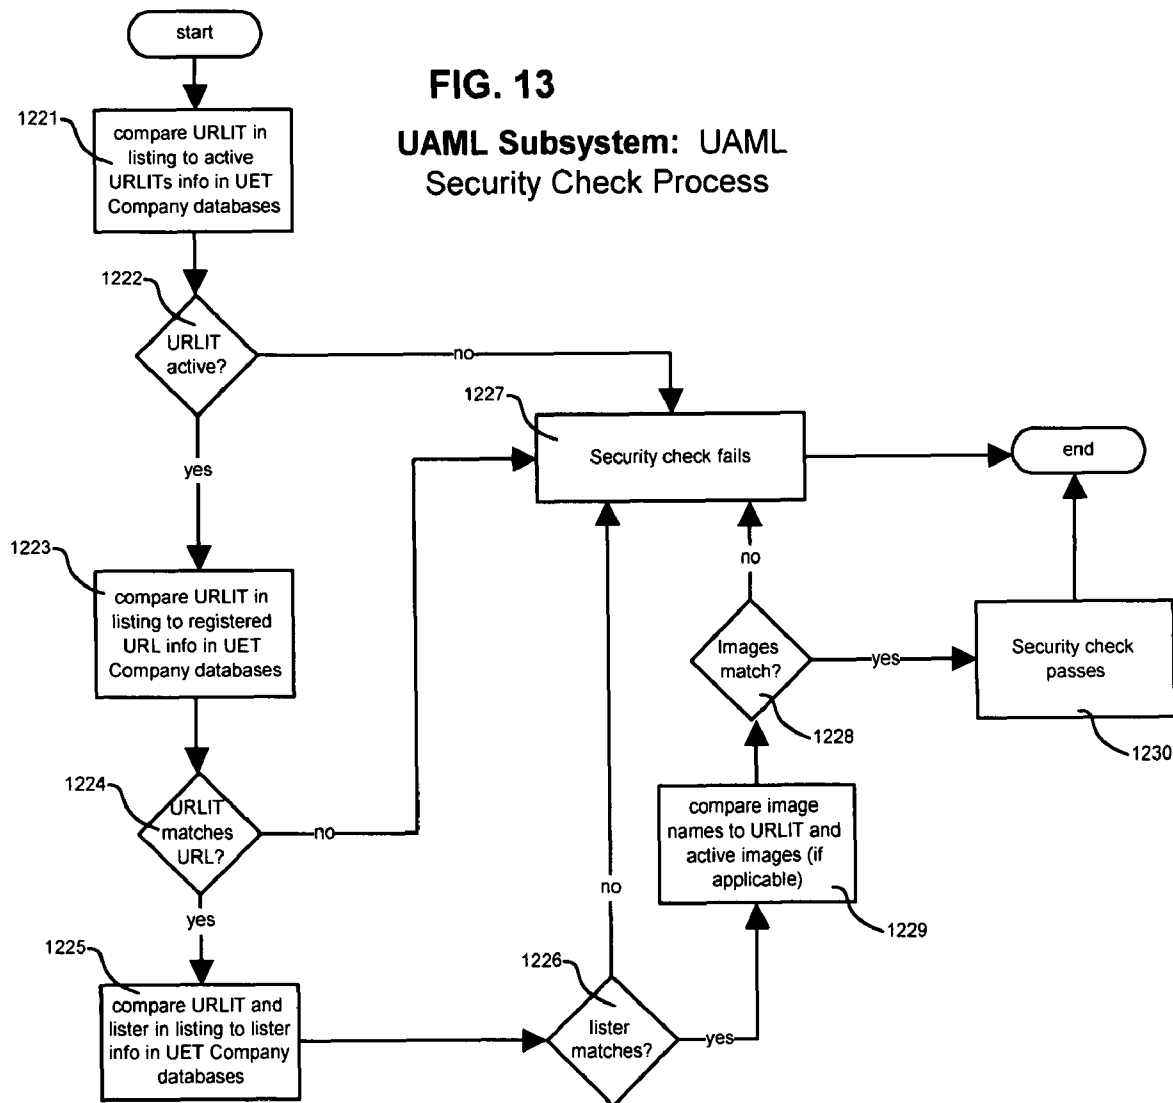 start
FIG. 13
UAML Subsystem: UAML
Security Check Process
1221
compare URLIT in
listing to active
URLITs info in UET
Company databases
1222
URLIT
active?
no
yes
1227
Security check fails
end
1223
compare URLIT in
listing to registered
URL info in UET
Company databases
no
Images
match?
yes
Security check
passes
1228
1230
1224
URLIT
matches
URL?
no
yes
compare image
names to URLIT and
active images (if
applicable)
1229
no
1225
compare URLIT and
lister in listing to lister
info in UET Company
databases
1226
lister
matches?
yes